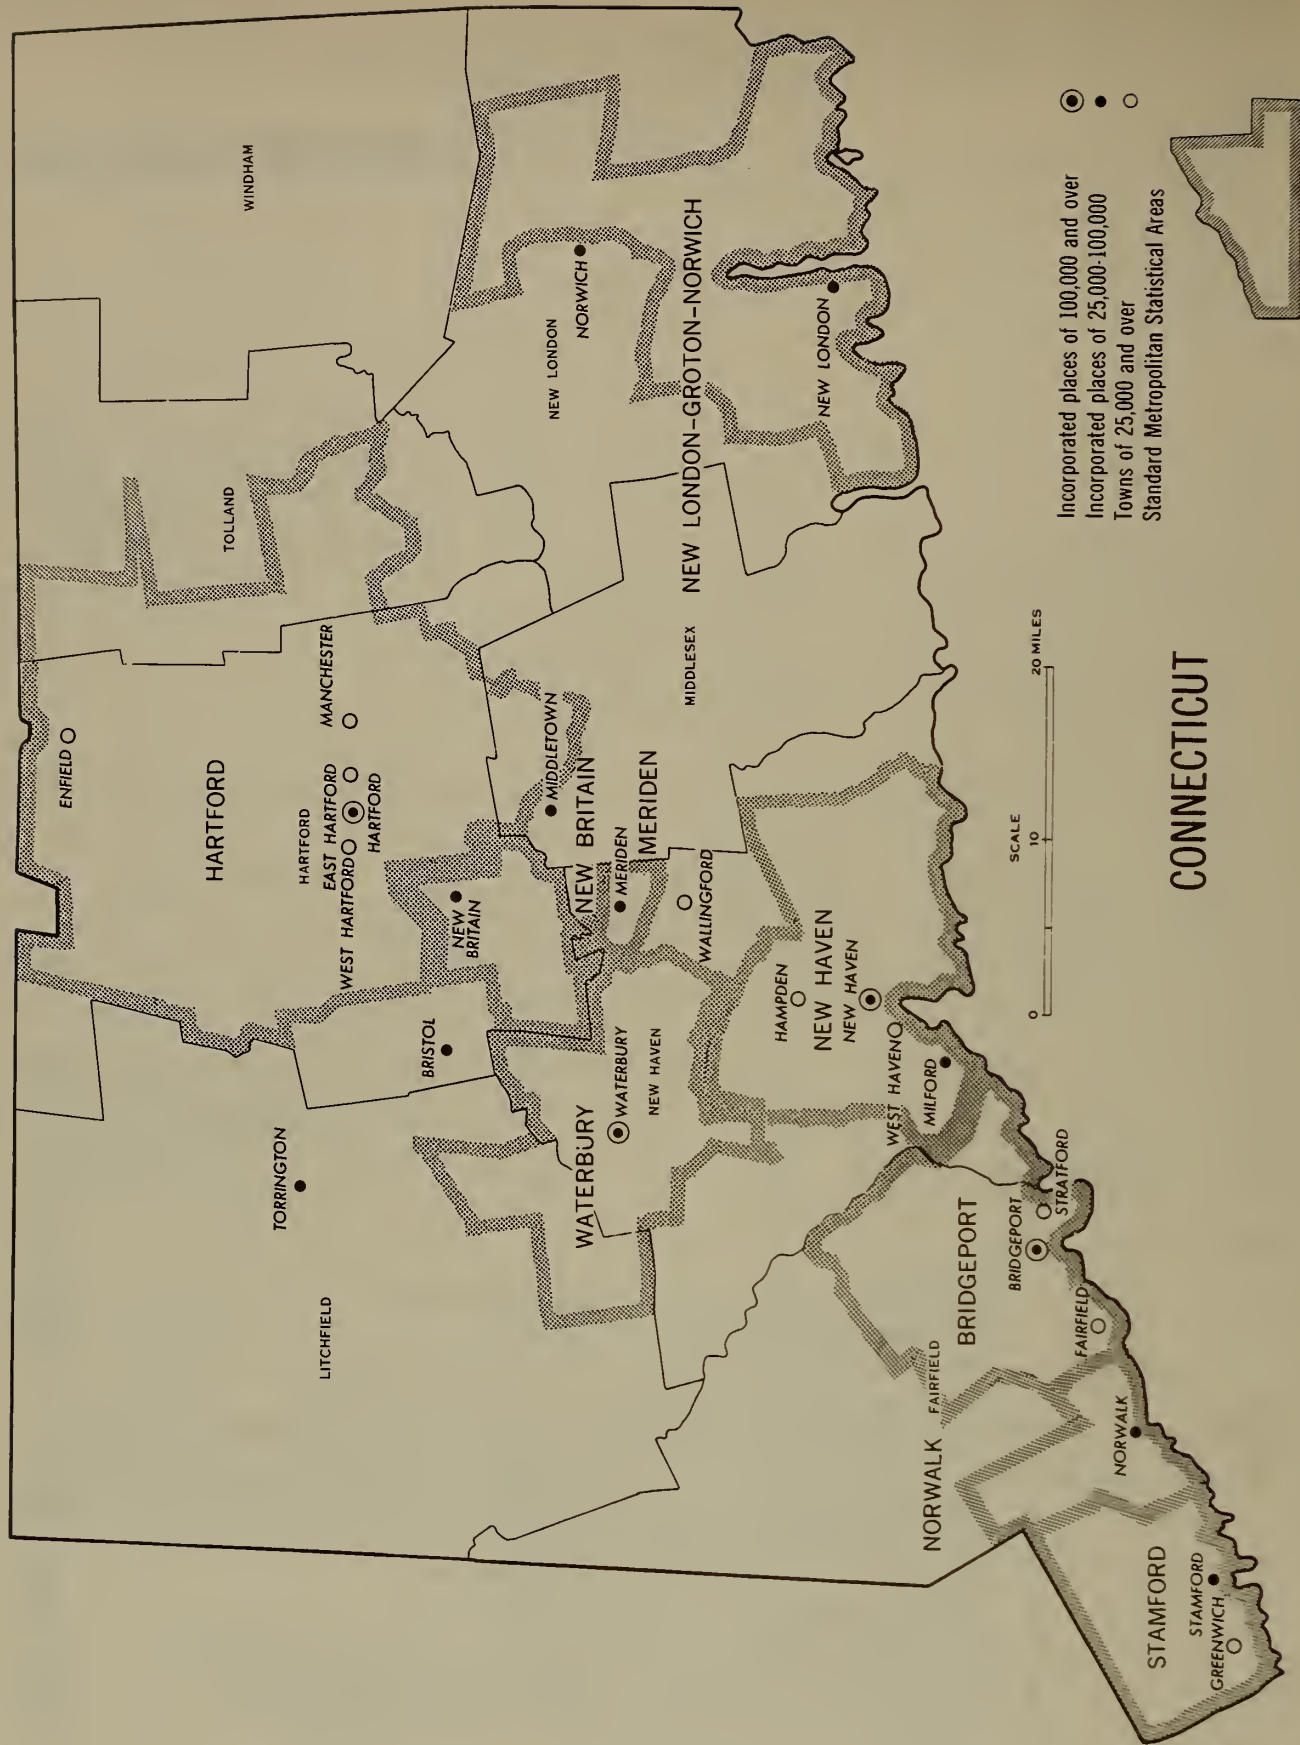 CONNECTICUT
SCALE
0 10 20 MILES
Incorporated places of 100,000 and over
Incorporated places of 25,000-100,000
Towns of 25,000 and over
Standard Metropolitan Statistical Areas
LITCHFIELD
TORRINGTON
HARTFORD
ENFIELD
HARTFORD
WEST HARTFORD
EAST HARTFORD
HARTFORD
MANCHESTER
BRISTOL
NEW
BRITAIN
NEW BRITAIN
TOLLAND
WINDHAM
WATERBURY
WATERBURY
NEW HAVEN
MERIDEN
MERIDEN
WALLINGFORD
MIDDLETOWN
MIDDLESEX
NEW LONDON
NORWICH
NEW LONDON-GROTON-NORWICH
NEW LONDON
HAMPDEN
NEW HAVEN
NEW HAVEN
WEST HAVEN
MILFORD
BRIDGEPORT
BRIDGEPORT
STRATFORD
FAIRFIELD
FAIRFIELD
NORWALK
NORWALK
STAMFORD
STAMFORD
GREENWICH